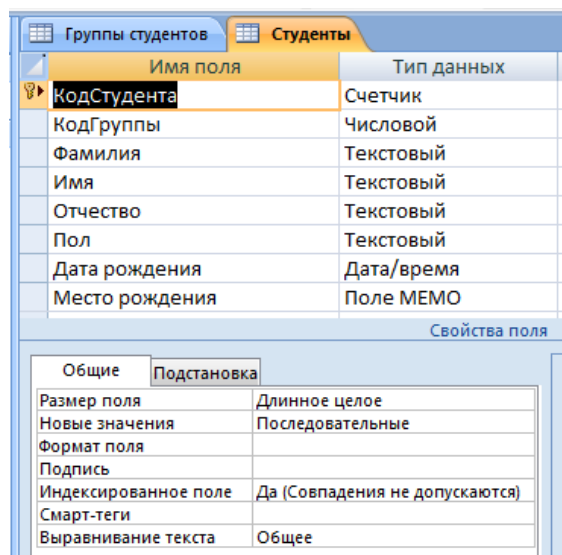 Группы студентов Студенты
Имя поля Тип данных
КодСтудента Счетчик
КодГруппы Числовой
Фамилия Текстовый
Имя Текстовый
Отчество Текстовый
Пол Текстовый
Дата рождения Дата/время
Место рождения Поле МЕМО
Свойства поля
Общие Подстановка
Размер поля Длинное целое
Новые значения Последовательные
Формат поля
Подпись
Индексированное поле Да (Совпадения не допускаются)
Смарт-теги
Выравнивание текста Общее